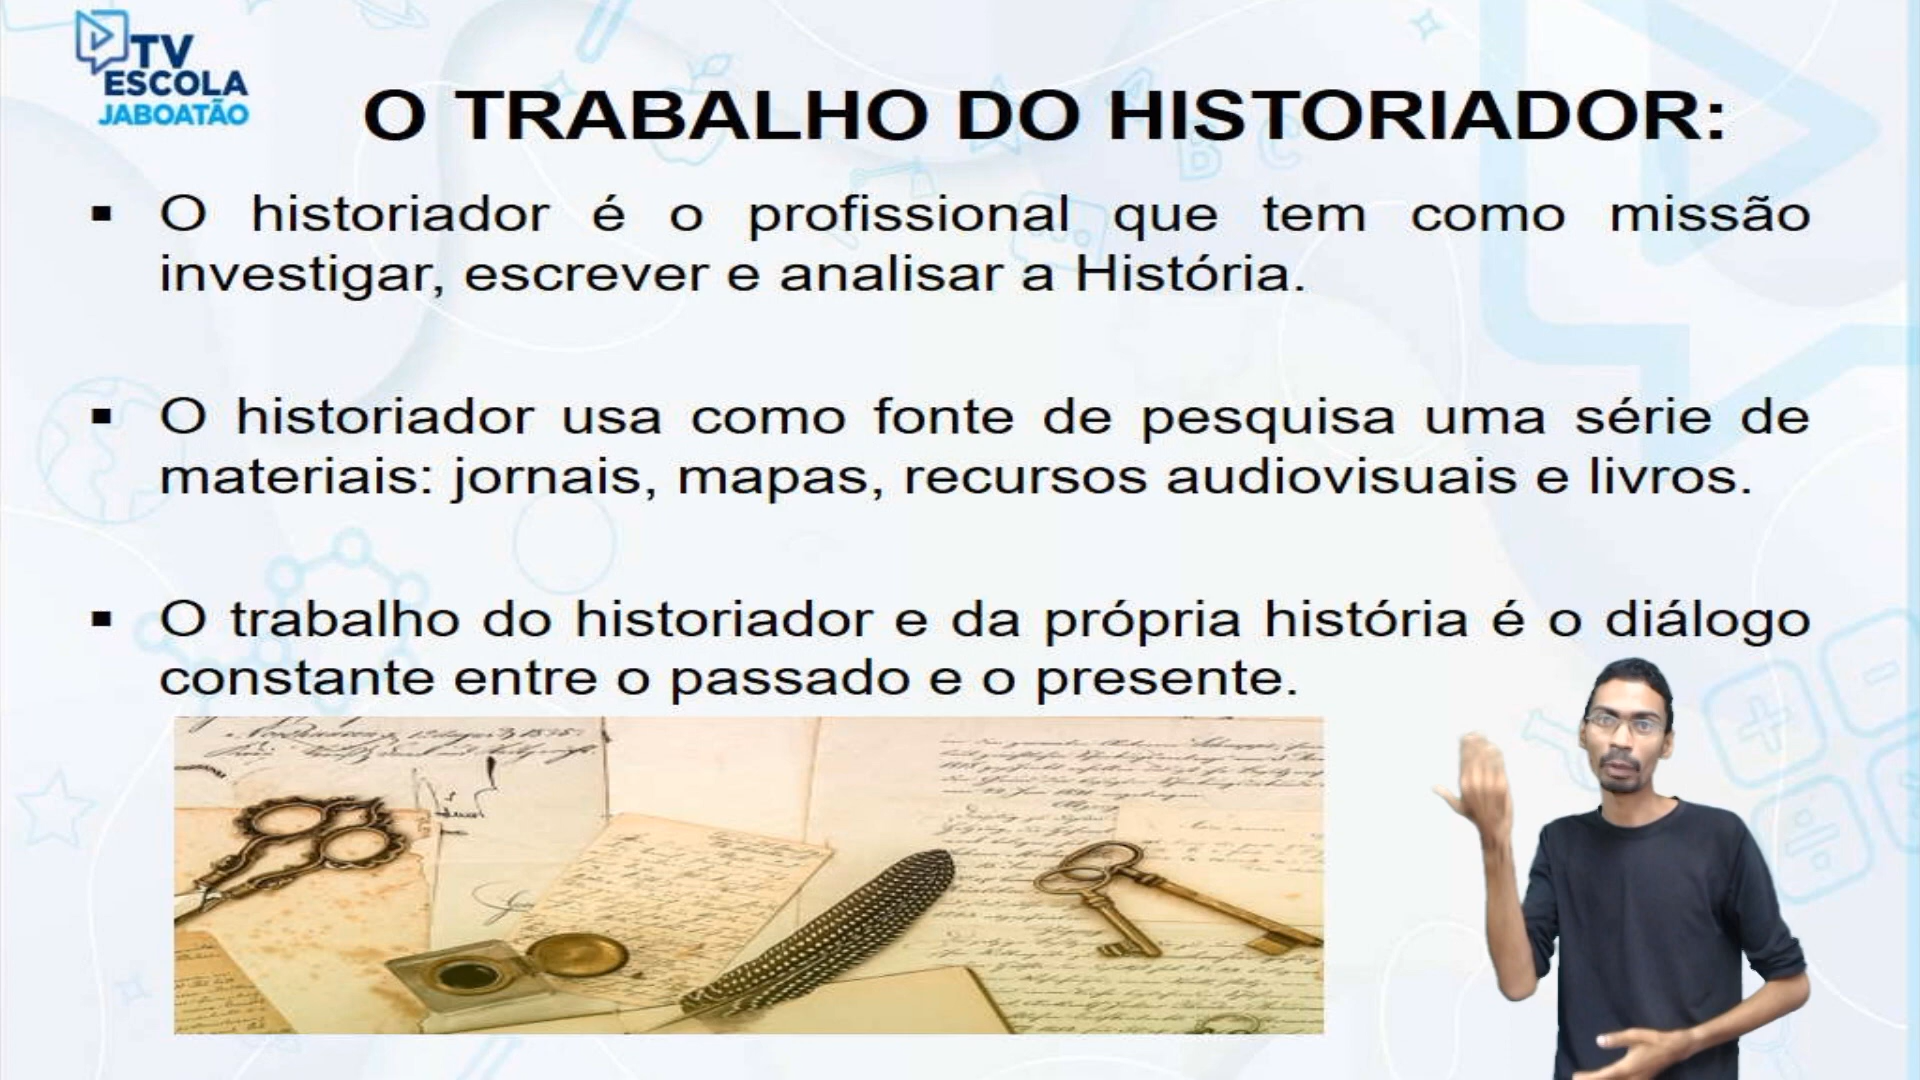 TV
ESCOLA
JABOATÃO
O TRABALHO DO HISTORIADOR:
▪ O historiador é o profissional que tem como missão
investigar, escrever e analisar a História.
▪ O historiador usa como fonte de pesquisa uma série de
materiais: jornais, mapas, recursos audiovisuais e livros.
▪ O trabalho do historiador e da própria história é o diálogo
constante entre o passado e o presente.